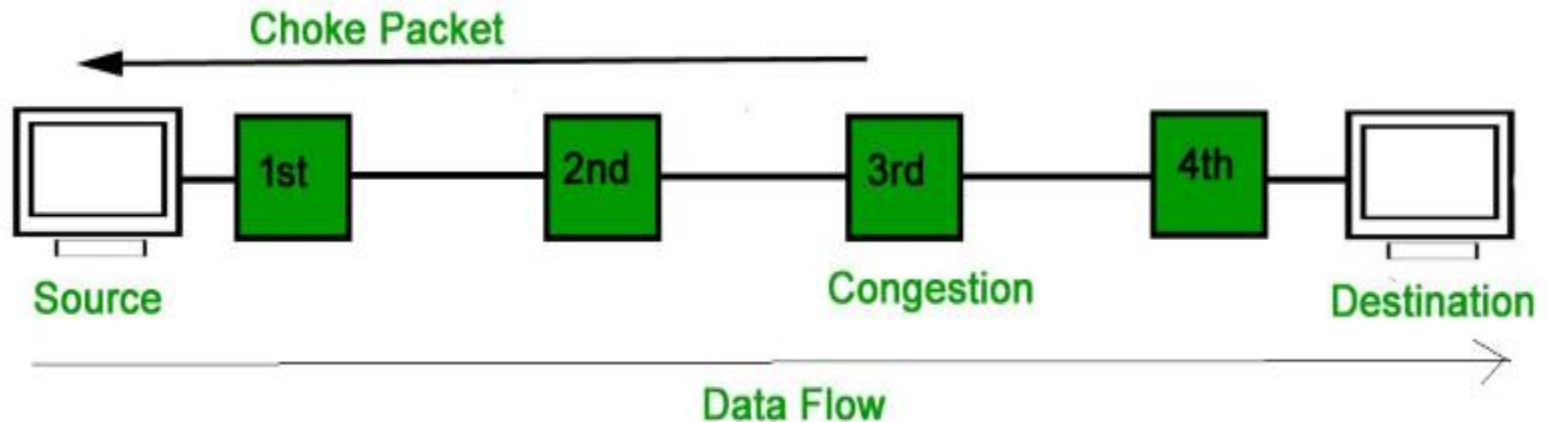 Choke Packet
1st
2nd
3rd
4th
Source
Congestion
Destination
Data Flow